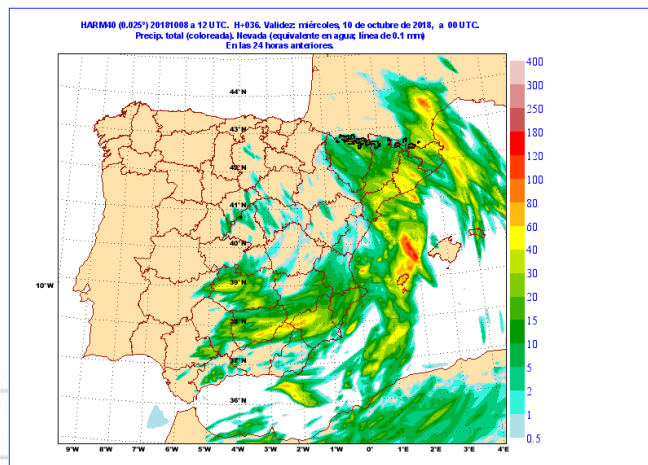 HARM40 (0.025°) 20181008 a 12 UTC. H+036. Validez: miércoles, 10 de octubre de 2018, a 00 UTC.
Precip. total (coloreada). Nevada (equivalente en agua; línea de 0.1 mm)
En las 24 horas anteriores.
400
300
250
180
120
100
80
60
40
30
20
15
10
5
2
1
0.5
44°N
43°N
42°N
41°N
40°N
39°N
38°N
37°N
36°N
10°W
9°W
8°W
7°W
6°W
5°W
4°W
3°W
2°W
1°W
0°
1°E
2°E
3°E
4°E